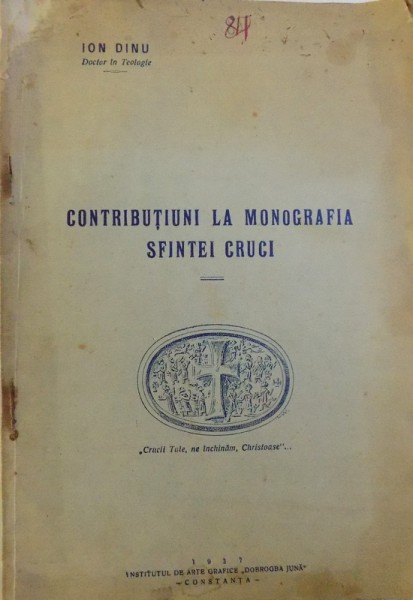 814
ION DINU
Doctor în Teologie
CONTRIBUȚIUNI LA MONOGRAFIA
SFINTEI CRUCI
„Crucii Tale, ne închinăm, Christoase"...
1937
INSTITUTUL DE ARTE GRAFICE „DOBROGEA JUNĂ"
– CONSTANȚA –